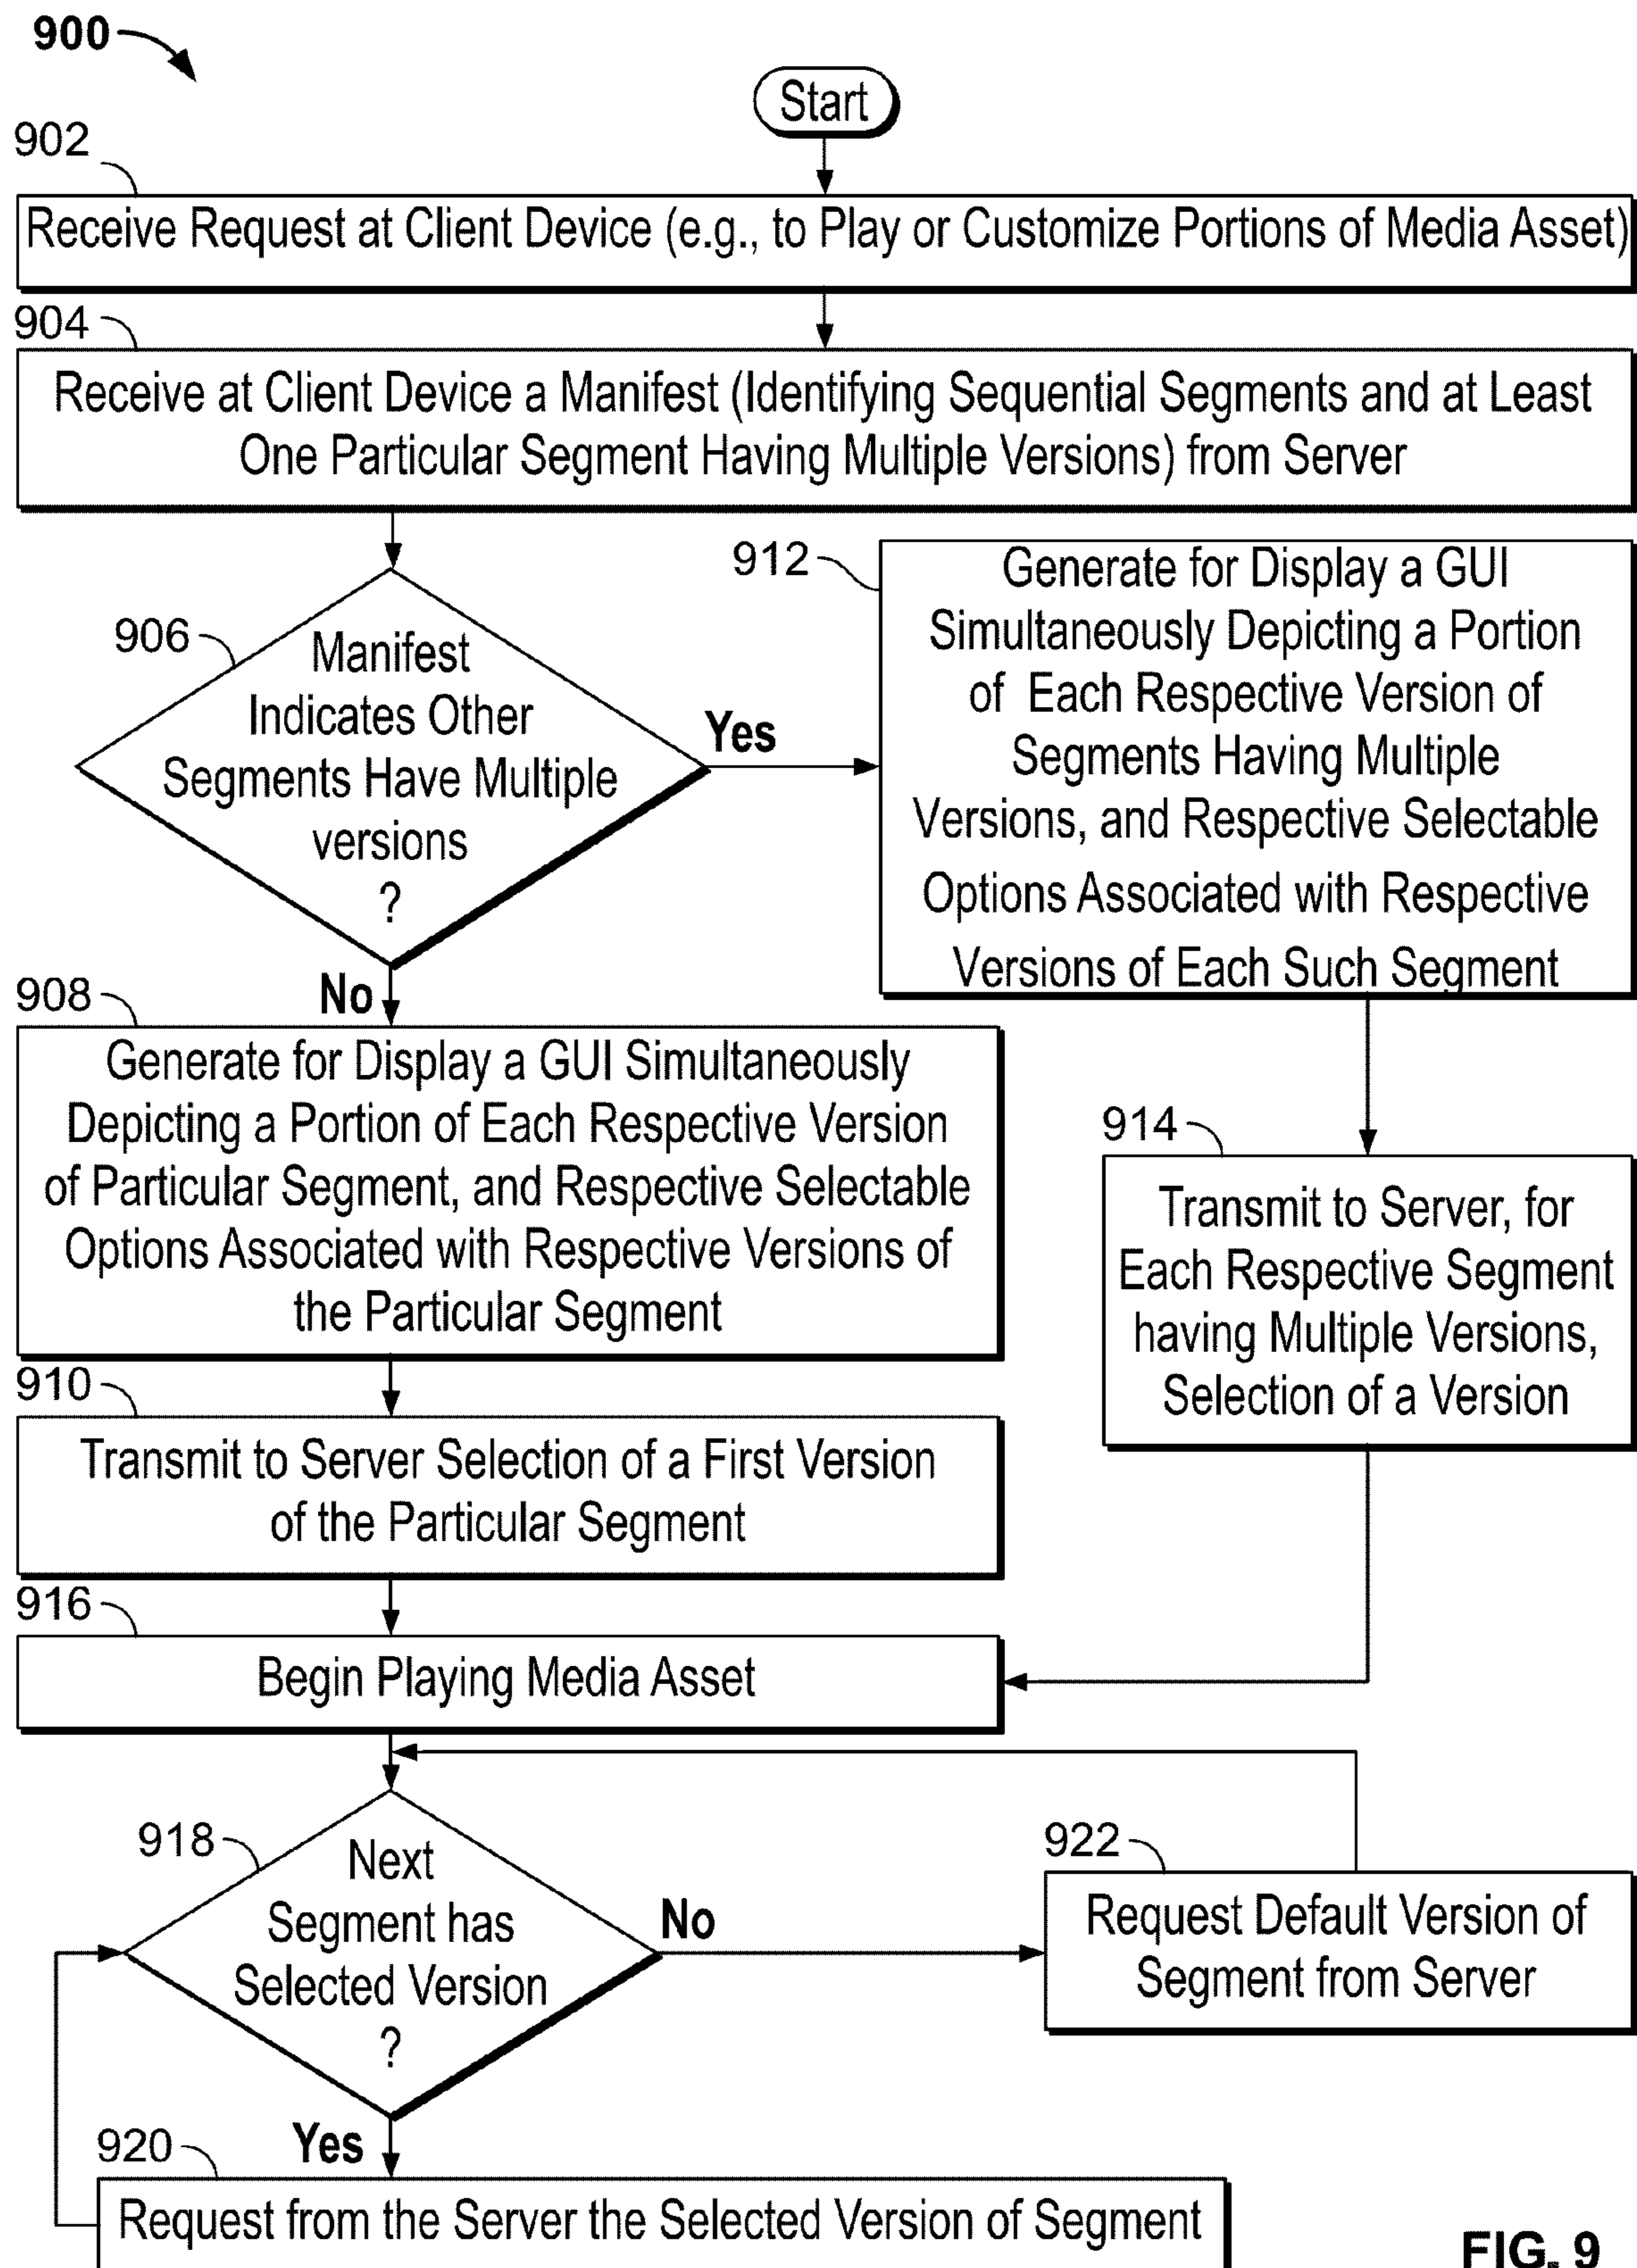 900
Start
902
Receive Request at Client Device (e.g., to Play or Customize Portions of Media Asset)
904
Receive at Client Device a Manifest (Identifying Sequential Segments and at Least
One Particular Segment Having Multiple Versions) from Server
906
Manifest
Indicates Other
Segments Have Multiple
versions
?
Yes
No
912
Generate for Display a GUI
Simultaneously Depicting a Portion
of Each Respective Version of
Segments Having Multiple
Versions, and Respective Selectable
Options Associated with Respective
Versions of Each Such Segment
908
Generate for Display a GUI Simultaneously
Depicting a Portion of Each Respective Version
of Particular Segment, and Respective Selectable
Options Associated with Respective Versions of
the Particular Segment
914
Transmit to Server, for
Each Respective Segment
having Multiple Versions,
Selection of a Version
910
Transmit to Server Selection of a First Version
of the Particular Segment
916
Begin Playing Media Asset
918
Next
Segment has
Selected Version
?
No
Yes
922
Request Default Version of
Segment from Server
920
Request from the Server the Selected Version of Segment
FIG. 9